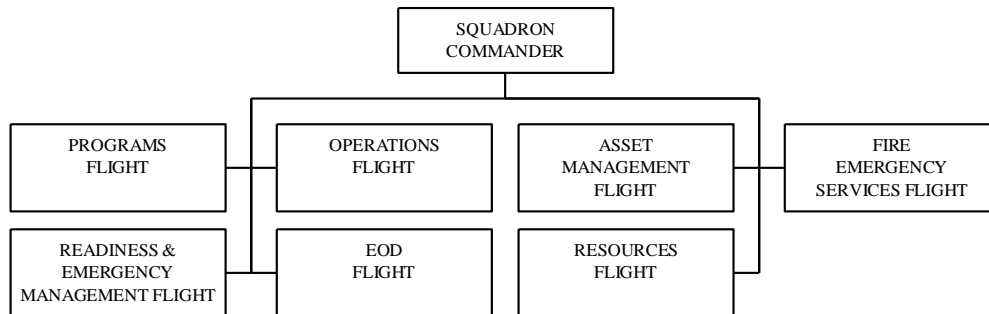 SQUADRON
COMMANDER
PROGRAMS
FLIGHT
OPERATIONS
FLIGHT
ASSET
MANAGEMENT
FLIGHT
FIRE
EMERGENCY
SERVICES FLIGHT
READINESS &
EMERGENCY
MANAGEMENT FLIGHT
EOD
FLIGHT
RESOURCES
FLIGHT